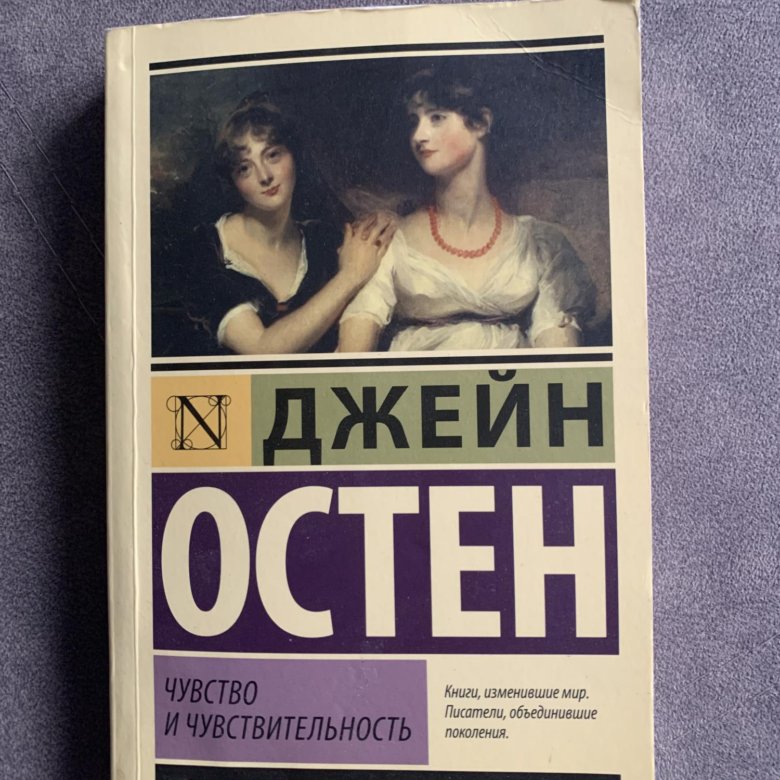 N
ДЖЕЙН
ОСТЕН
ЧУВСТВО
И ЧУВСТВИТЕЛЬНОСТЬ
Книги, изменившие мир.
Писатели, объединившие
поколения.